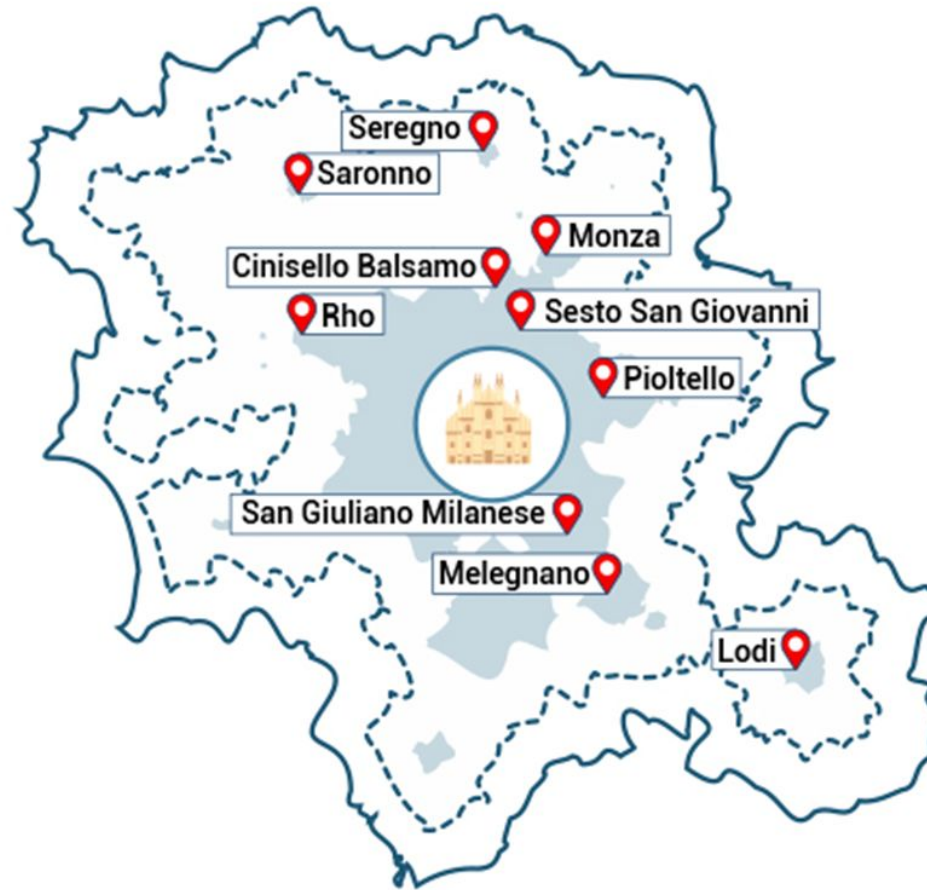 Seregno
Saronno
Monza
Cinisello Balsamo
Sesto San Giovanni
Rho
Pioltello
San Giuliano Milanese
Melegnano
Lodi